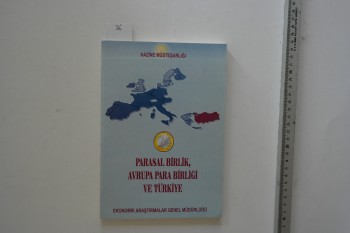 HAZİNE MÜSTEŞARLIĞI
PARASAL BİRLİK,
AVRUPA PARA BİRLİĞİ
VE TÜRKİYE
EKONOMİK ARAŞTIRMALAR GENEL MÜDÜRLÜĞÜ